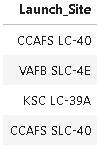 Launch_Site
CCAFS LC-40
VAFB SLC-4E
KSC LC-39A
CCAFS SLC-40